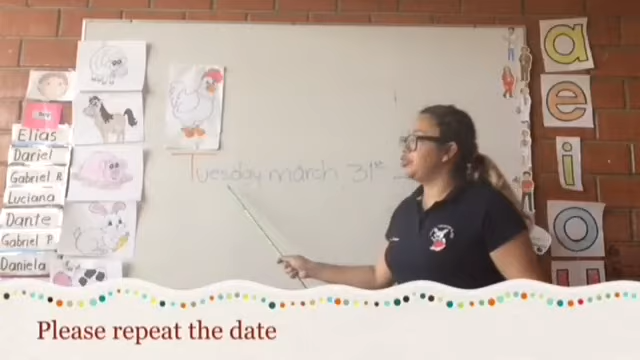 Tuesday march 31st
Elias
Dariel
Gabriel R.
Luciana
Dante
Gabriel P.
Daniela
a
e
i
o
u
Please repeat the date